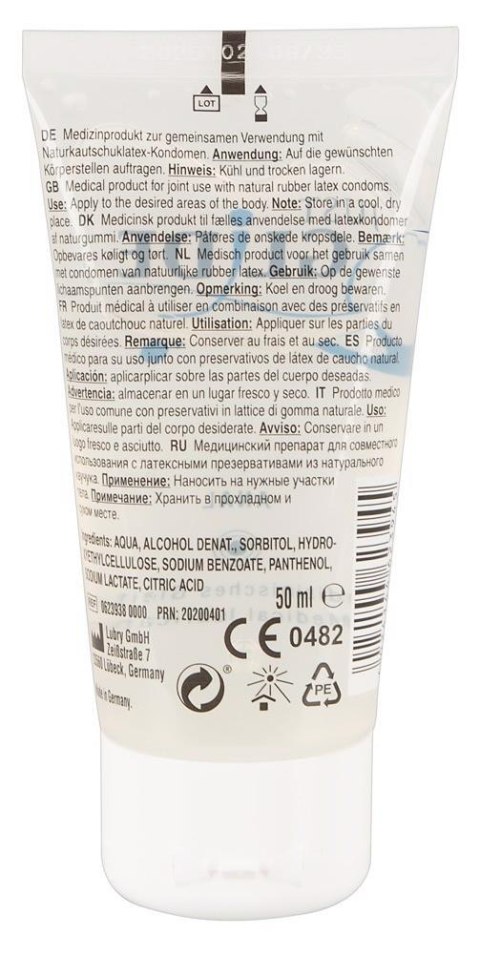 LOT
DE Medizinprodukt zur gemeinsamen Verwendung mit
Naturkautschuklatex-Kondomen. Anwendung: Auf die gewünschten
Körperstellen auftragen. Hinweis: Kühl und trocken lagern.
GB Medical product for joint use with natural rubber latex condoms.
Use: Apply to the desired areas of the body. Note: Store in a cool, dry
place. DK Medicinsk produkt til fælles anvendelse med latexkondomer
af naturgummi. Anvendelse: Påføres de ønskede kropsdele. Bemærk:
Opbevares køligt og tørt. NL Medisch product voor het gebruik samen
met condomen van natuurlijke rubber latex. Gebruik: Op de gewenste
lichaamspunten aanbrengen. Opmerking: Koel en droog bewaren.
FR Produit médical à utiliser en combinaison avec des préservatifs en
latex de caoutchouc naturel. Utilisation: Appliquer sur les parties du
corps désirées. Remarque: Conserver au frais et au sec. ES Producto
médico para su uso junto con preservativos de látex de caucho natural.
Aplicación: aplicarplicar sobre las partes del cuerpo deseadas.
Advertencia: almacenar en un lugar fresco y seco. IT Prodotto medico
per l'uso comune con preservativi in lattice di gomma naturale. Uso:
Applicaresulle parti del corpo desiderate. Avviso: Conservare in un
luogo fresco e asciutto. RU Медицинский препарат для совместного
использования с латексными презервативами из натурального
каучука. Применение: Наносить на нужные участки
тела. Примечание: Хранить в прохладном и
сухом месте.
Ingredients: AQUA, ALCOHOL DENAT., SORBITOL, HYDRO-
XYETHYLCELLULOSE, SODIUM BENZOATE, PANTHENOL,
SODIUM LACTATE, CITRIC ACID
50 ml e
REF 0623938 0000 PRN: 20200401
CE 0482
Lubry GmbH
Zeißstraße 7
Lübeck, Germany
®
PE
Made in Germany.